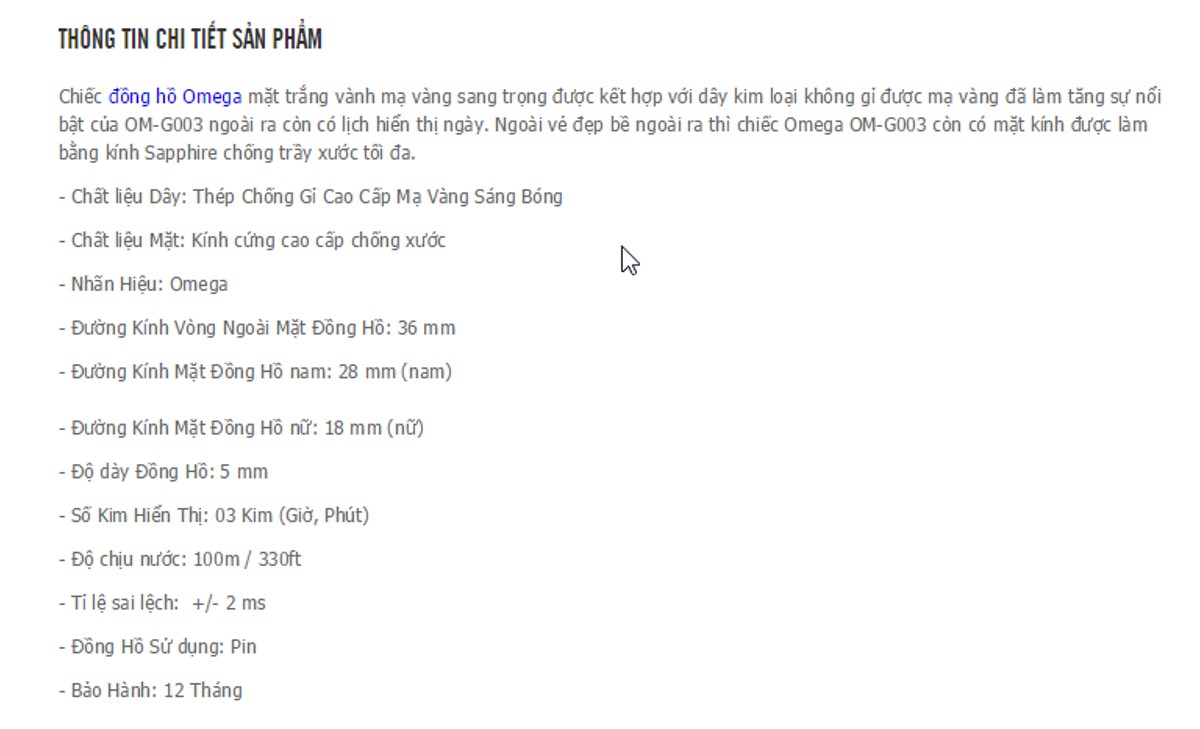 THÔNG TIN CHI TIẾT SẢN PHẨM
Chiếc đồng hồ Omega mặt trắng vành mạ vàng sang trọng được kết hợp với dây kim loại không gỉ được mạ vàng đã làm tăng sự nổi
bật của OM-G003 ngoài ra còn có lịch hiển thị ngày. Ngoài vẻ đẹp bề ngoài ra thì chiếc Omega OM-G003 còn có mặt kính được làm
bằng kính Sapphire chống trầy xước tối đa.
- Chất liệu Dây: Thép Chống Gỉ Cao Cấp Mạ Vàng Sáng Bóng
- Chất liệu Mặt: Kính cứng cao cấp chống xước
- Nhãn Hiệu: Omega
- Đường Kính Vòng Ngoài Mặt Đồng Hồ: 36 mm
- Đường Kính Mặt Đồng Hồ nam: 28 mm (nam)
- Đường Kính Mặt Đồng Hồ nữ: 18 mm (nữ)
- Độ dày Đồng Hồ: 5 mm
- Số Kim Hiển Thị: 03 Kim (Giờ, Phút)
- Độ chịu nước: 100m / 330ft
- Tỉ lệ sai lệch: +/- 2 ms
- Đồng Hồ Sử dụng: Pin
- Bảo Hành: 12 Tháng